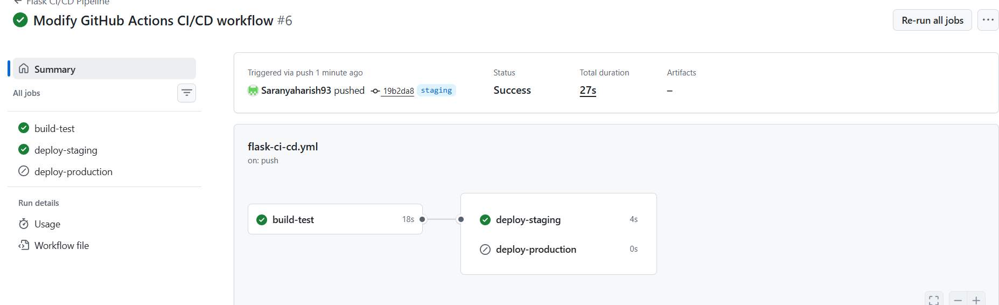 Flask CI/CD Pipeline
Modify GitHub Actions CI/CD workflow #6
Re-run all jobs
Summary
All jobs
build-test
deploy-staging
deploy-production
Run details
Usage
Workflow file
Triggered via push 1 minute ago
Saranyaharish93 pushed 19b2da8 staging
Status
Success
Total duration
27s
Artifacts
–
flask-ci-cd.yml
on: push
build-test 18s
deploy-staging 4s
deploy-production 0s